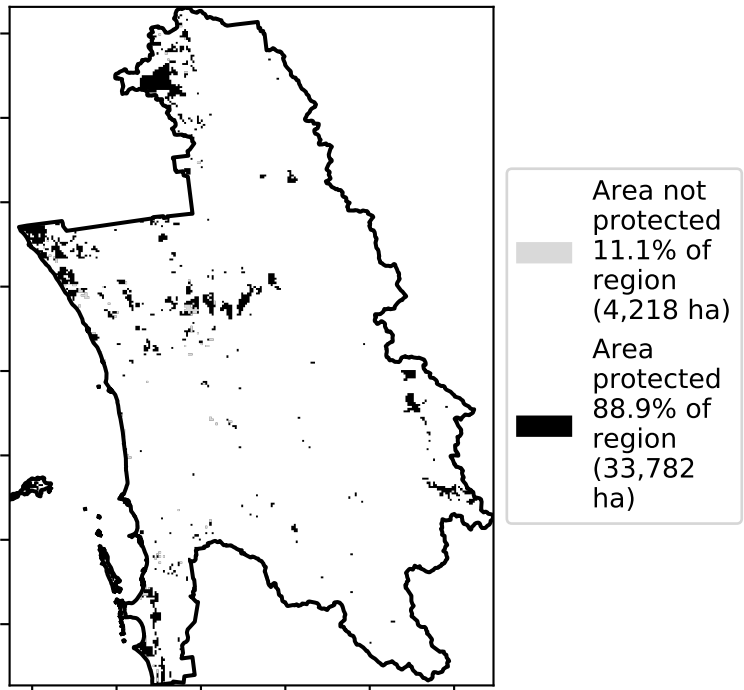 Area not
protected
11.1% of
region
(4,218 ha)
Area
protected
88.9% of
region
(33,782
ha)